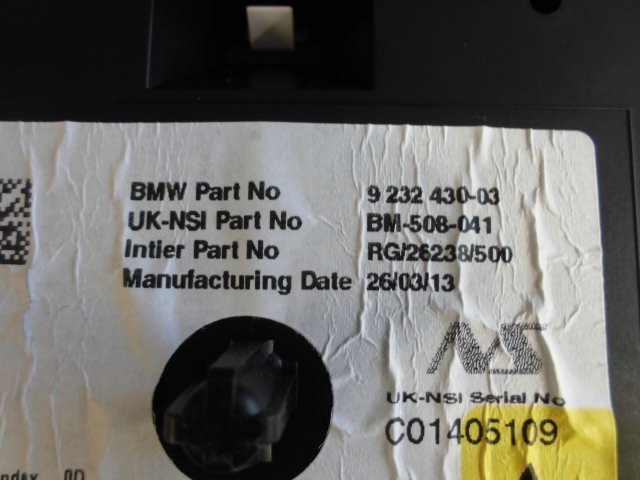 BMW Part No 9 232 430-03
UK-NSI Part No BM-508-041
Intier Part No RG/26238/500
Manufacturing Date 26/03/13
NS
UK-NSI Serial No
C01405109